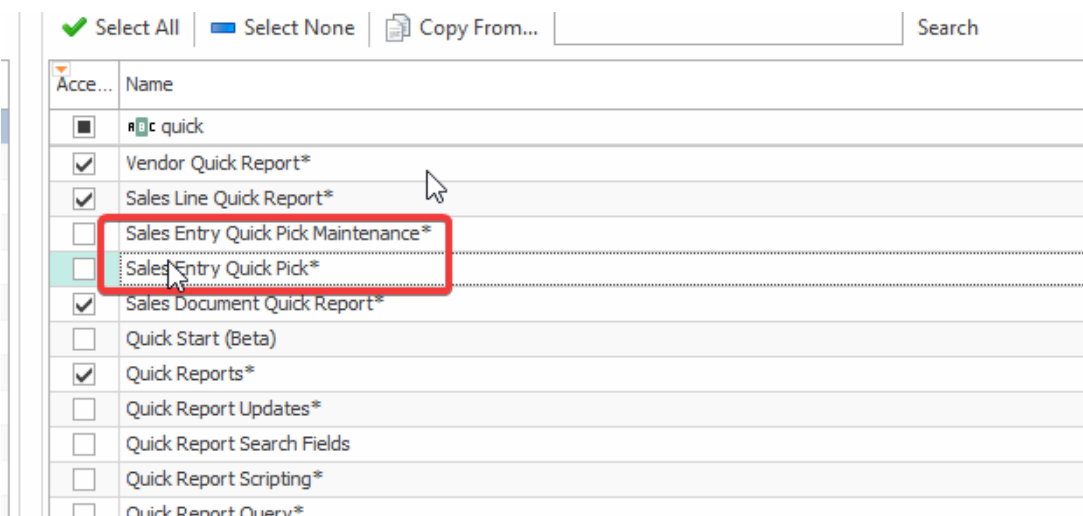 Select All Select None Copy From... Search
Acce... Name
ABC quick
Vendor Quick Report*
Sales Line Quick Report*
Sales Entry Quick Pick Maintenance*
Sales Entry Quick Pick*
Sales Document Quick Report*
Quick Start (Beta)
Quick Reports*
Quick Report Updates*
Quick Report Search Fields
Quick Report Scripting*
Quick Report Query*